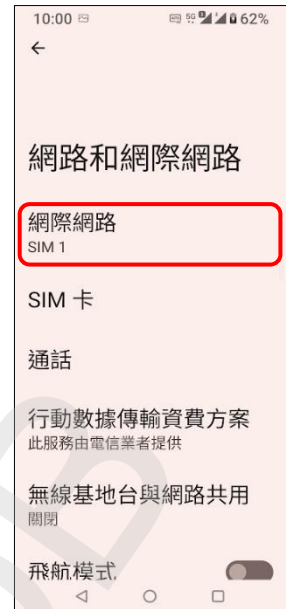 10:00 5G 62%
網路和網際網路
網際網路
SIM 1
SIM 卡
通話
行動數據傳輸資費方案
此服務由電信業者提供
無線基地台與網路共用
關閉
飛航模式